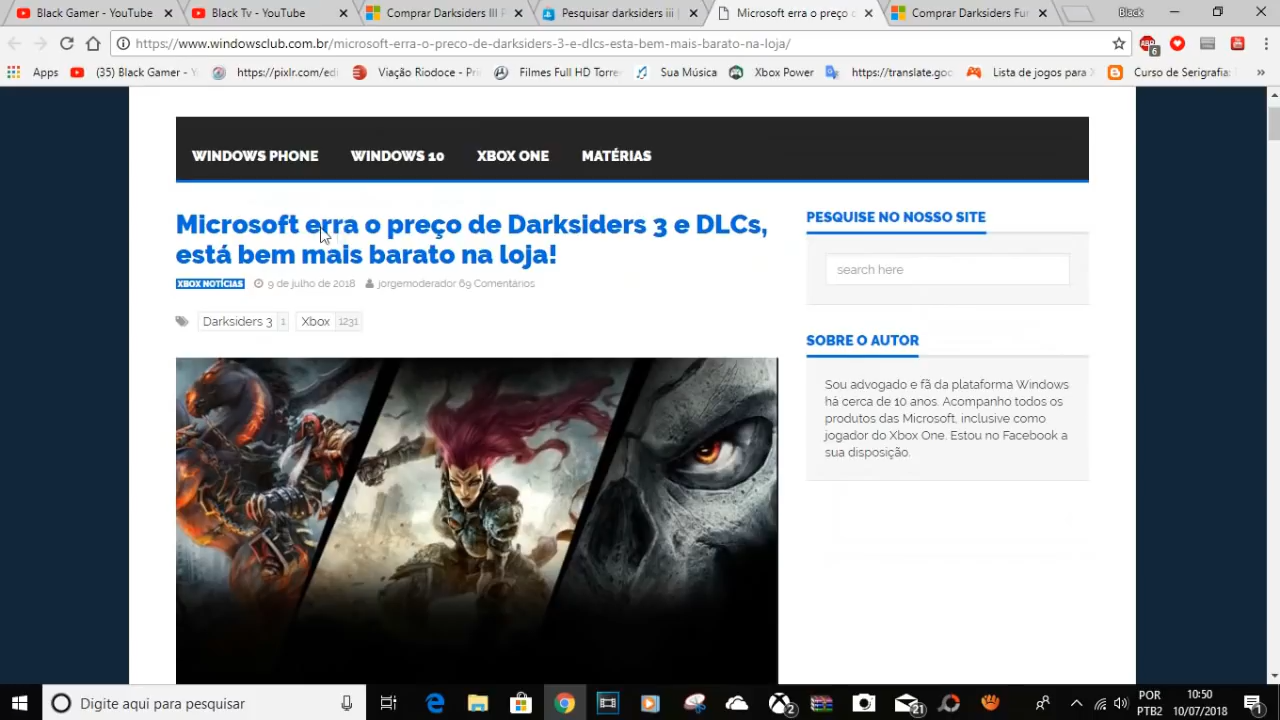 Black Gamer - YouTube
Black Tv - YouTube
Comprar Darksiders III F
Pesquisar darksiders iii |
Microsoft erra o preço
Comprar Darksiders Fur
Black
https://www.windowsclub.com.br/microsoft-erra-o-preco-de-darksiders-3-e-dlcs-esta-bem-mais-barato-na-loja/
ABP
6
Apps
(35) Black Gamer - Y
https://pixlr.com/edi
Viação Riodoce - Pri
Filmes Full HD Torre
Sua Música
Xbox Power
https://translate.goo
Lista de jogos para
Curso de Serigrafia:
»
WINDOWS PHONE
WINDOWS 10
XBOX ONE
MATÉRIAS
Microsoft erra o preço de Darksiders 3 e DLCs,
está bem mais barato na loja!
XBOX NOTÍCIAS
9 de julho de 2018
jorgemoderador 69 Comentários
Darksiders 3
1
Xbox
1231
PESQUISE NO NOSSO SITE
search here
SOBRE O AUTOR
Sou advogado e fã da plataforma Windows
há cerca de 10 anos. Acompanho todos os
produtos das Microsoft, inclusive como
jogador do Xbox One. Estou no Facebook a
sua disposição.
Digite aqui para pesquisar
2
21
POR
PTB2
10:50
10/07/2018
1